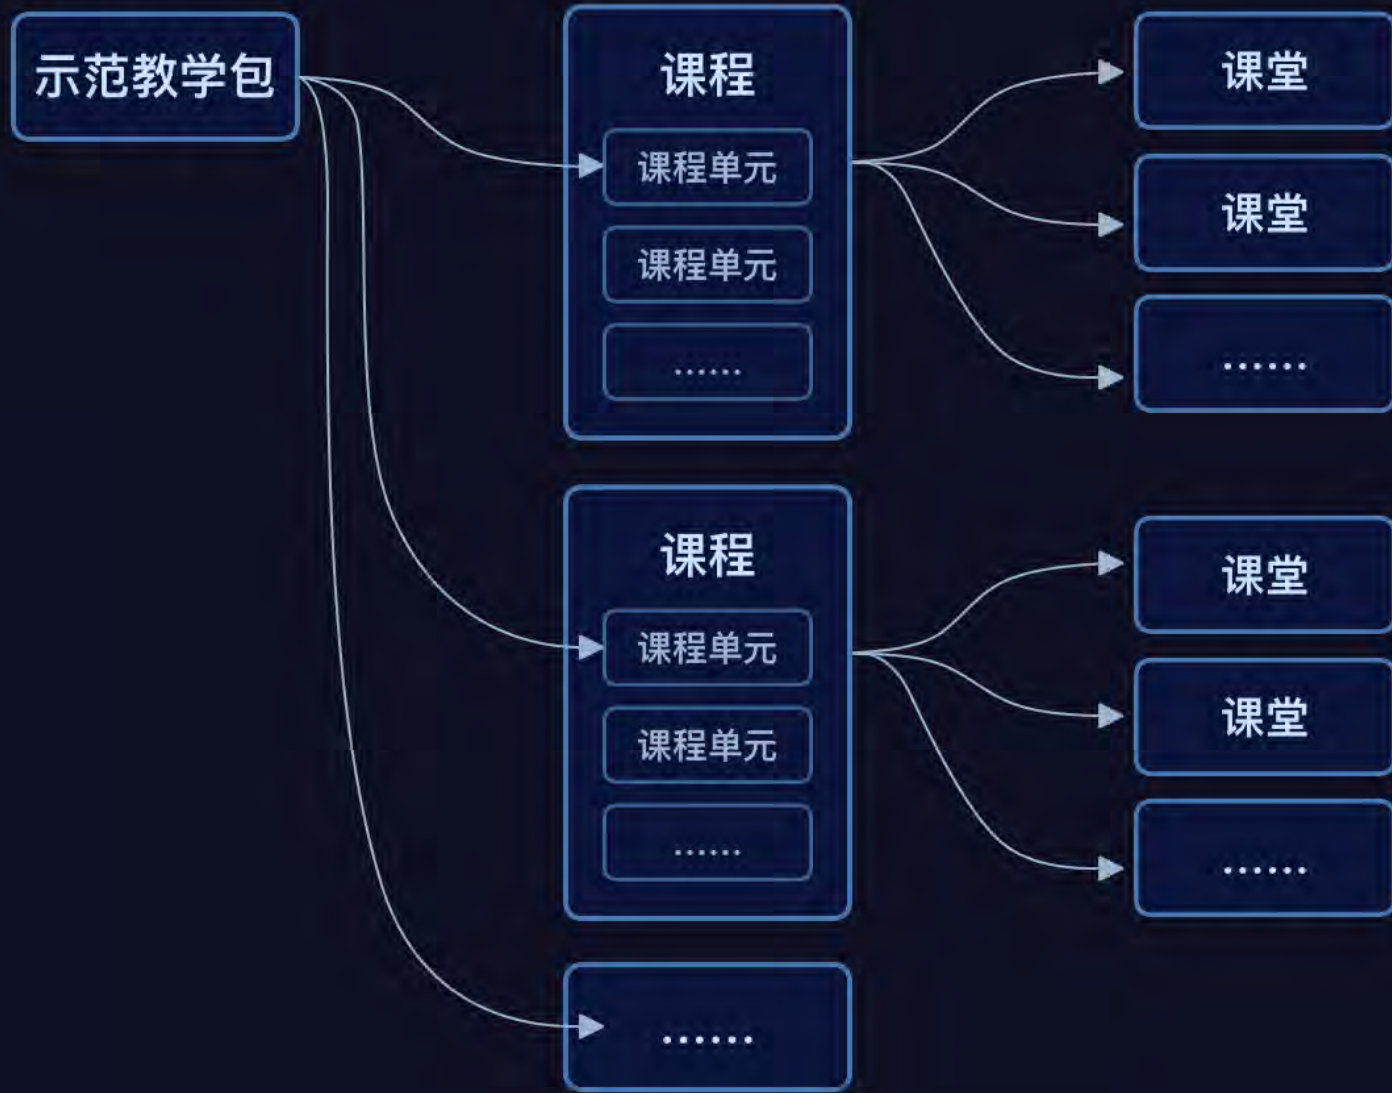 示范教学包
课程
课程单元
课程单元
......
课堂
课堂
......
课程
课程单元
课程单元
......
课堂
课堂
......
......